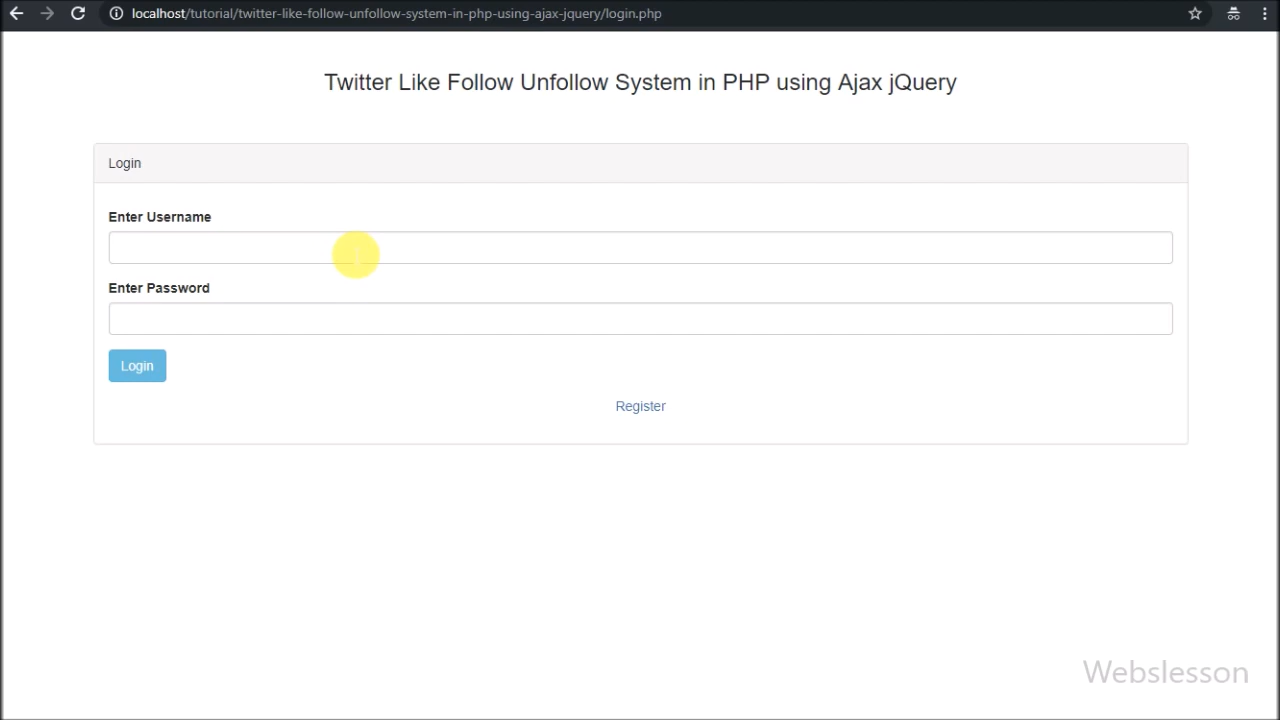 localhost/tutorial/twitter-like-follow-unfollow-system-in-php-using-ajax-jquery/login.php
Twitter Like Follow Unfollow System in PHP using Ajax jQuery
Login
Enter Username
Enter Password
Login
Register
Webslesson